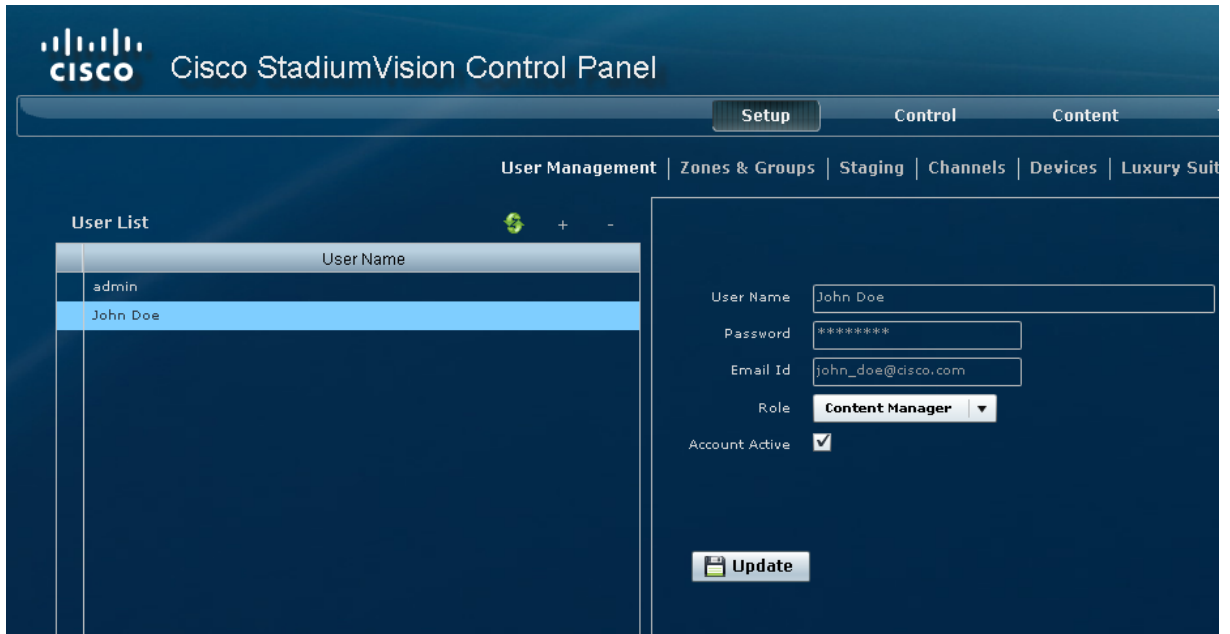 CISCO Cisco StadiumVision Control Panel
Setup Control Content
User Management | Zones & Groups | Staging | Channels | Devices | Luxury Suit
User List + -
User Name
admin
John Doe
User Name John Doe
Password ********
Email Id john_doe@cisco.com
Role Content Manager
Account Active
Update